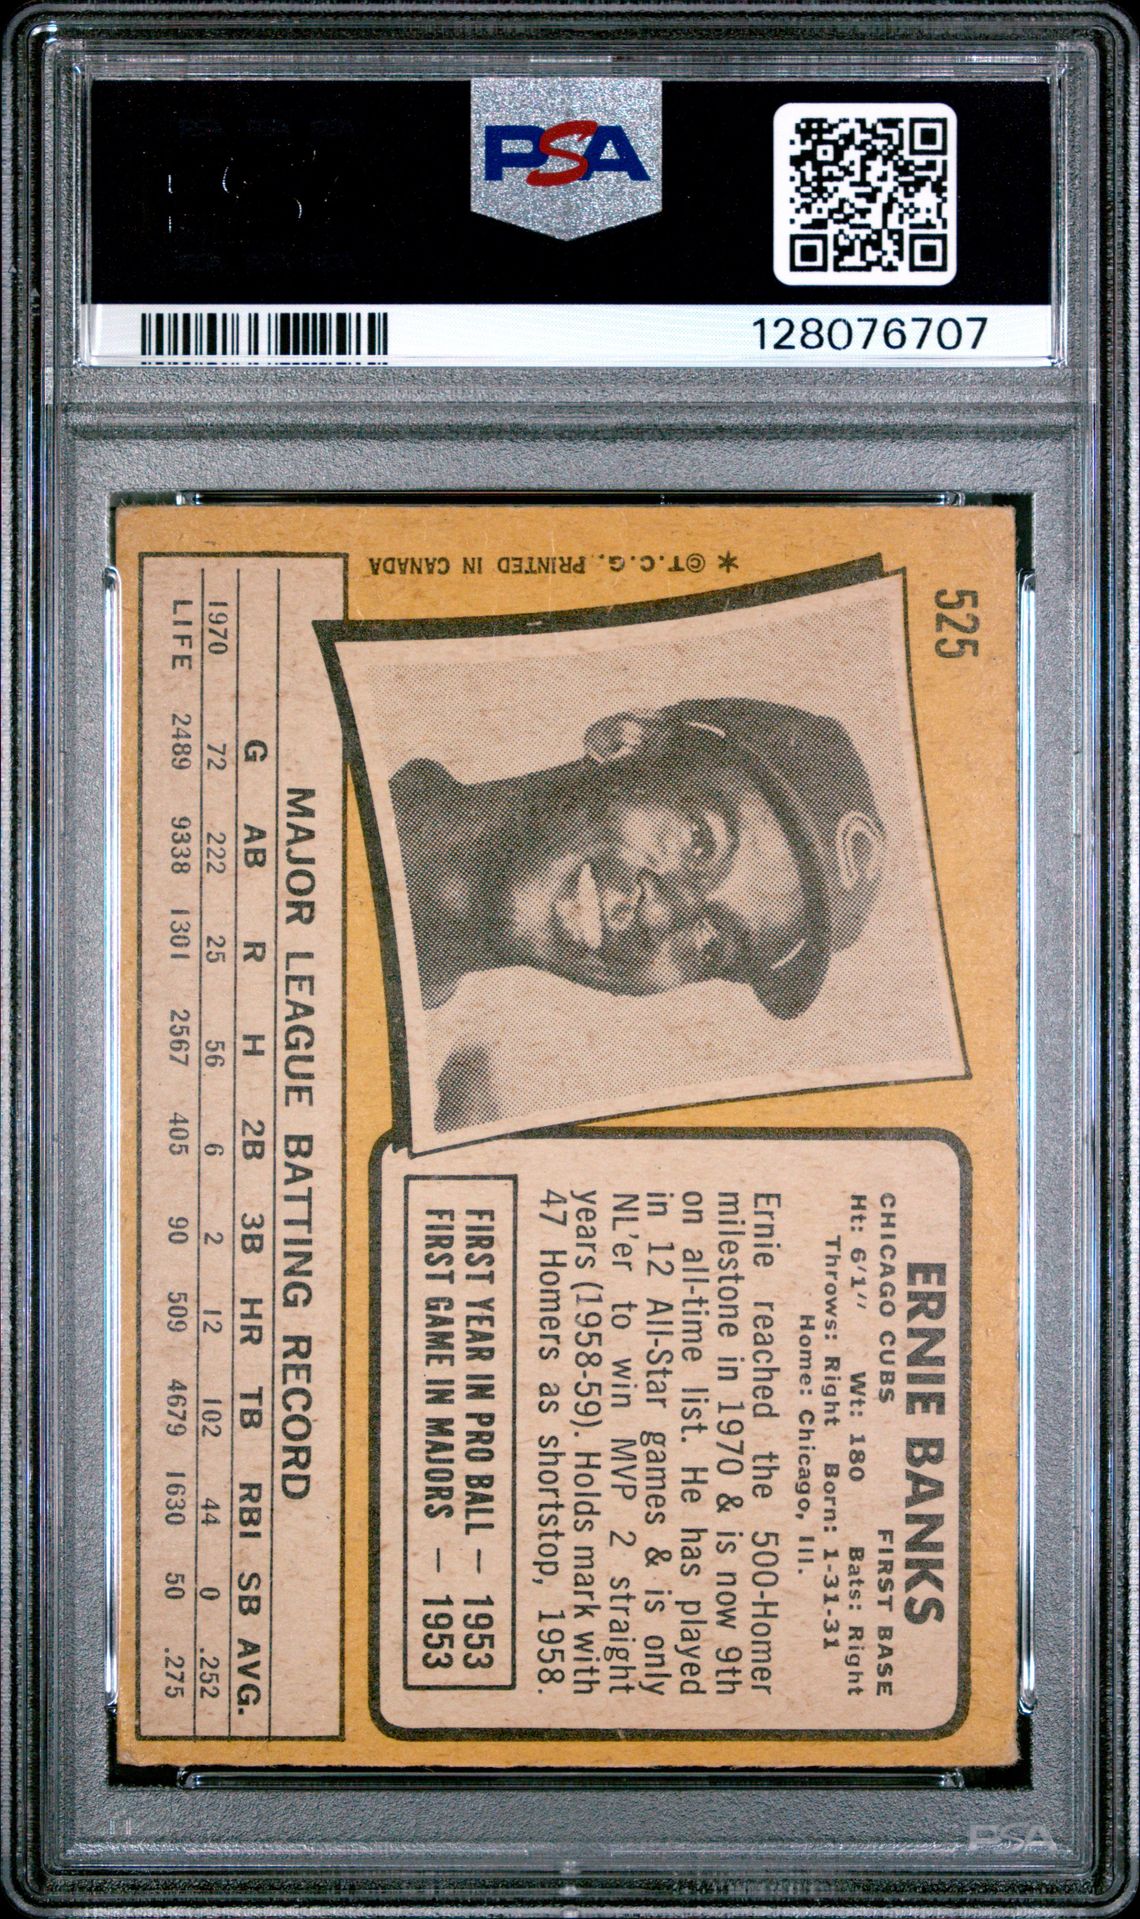 PSA
128076707
525
ERNIE BANKS
CHICAGO CUBS FIRST BASE
Ht: 6'1'' Wt: 180 Bats: Right
Throws: Right Born: 1-31-31
Home: Chicago, Ill.
Ernie reached the 500-Homer
milestone in 1970 & is now 9th
on all-time list. He has played
in 12 All-Star games & is only
NL'er to win MVP 2 straight
years (1958-59). Holds mark with
47 Homers as shortstop, 1958.
FIRST YEAR IN PRO BALL — 1953
FIRST GAME IN MAJORS — 1953
* ©T.C.G. PRINTED IN CANADA
MAJOR LEAGUE BATTING RECORD
G AB R H 2B 3B HR TB RBI SB AVG.
1970 72 222 25 56 6 2 12 102 44 0 .252
LIFE 2489 9338 1301 2567 405 90 509 4679 1630 50 .275
PSA